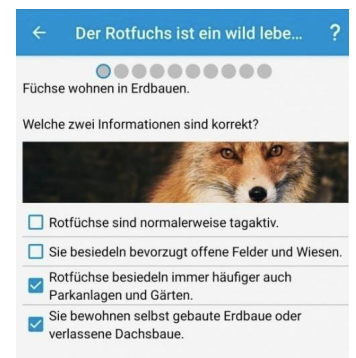 Der Rotfuchs ist ein wild lebe...
?
Füchse wohnen in Erdbauen.
Welche zwei Informationen sind korrekt?
Rotfüchse sind normalerweise tagaktiv.
Sie besiedeln bevorzugt offene Felder und Wiesen.
Rotfüchse besiedeln immer häufiger auch
Parkanlagen und Gärten.
Sie bewohnen selbst gebaute Erdbaue oder
verlassene Dachsbaue.